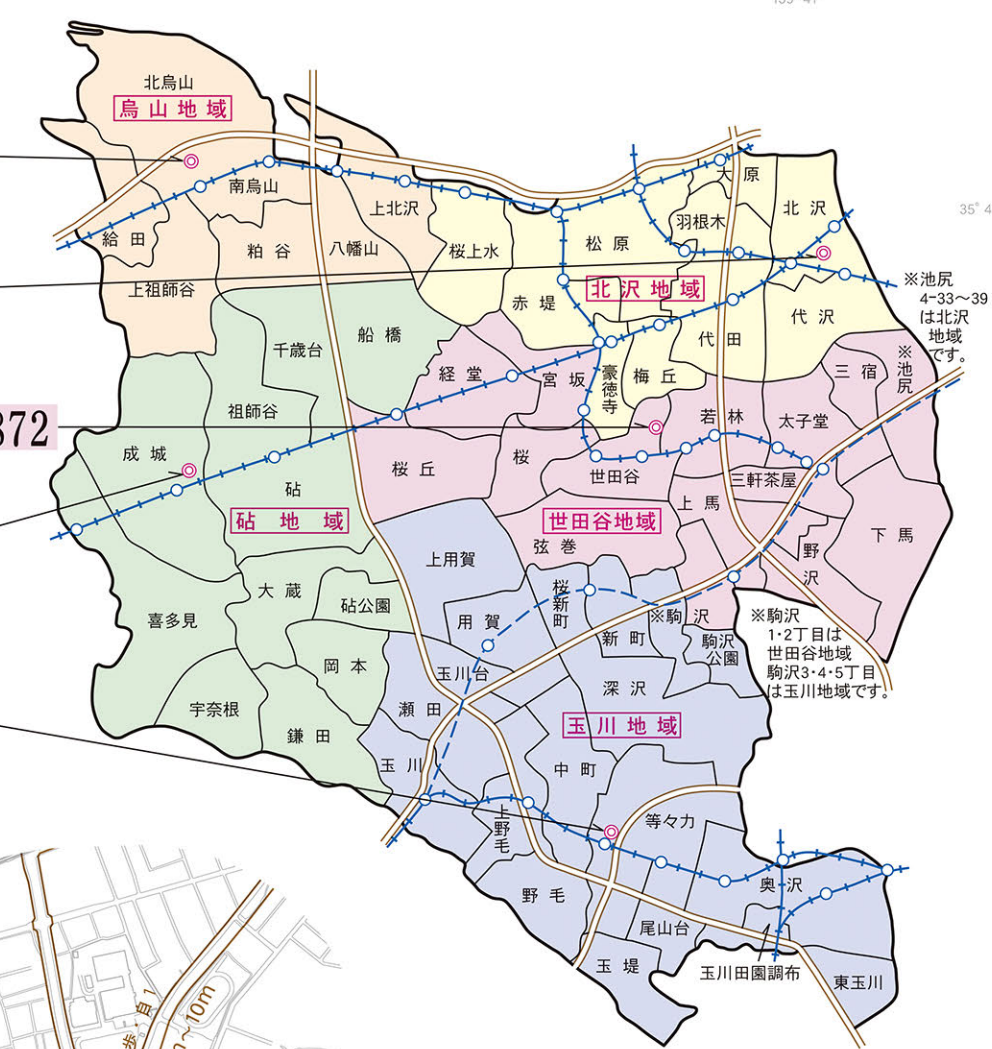 北烏山
烏山地域
南烏山
給田
粕谷
八幡山
上北沢
上祖師谷
桜上水
松原
羽根木
大原
北沢
北沢地域
赤堤
代田
代沢
豪徳寺
梅丘
※池尻
4-33～39
は北沢
地域
です。
35°4
船橋
千歳台
祖師谷
成城
砧
砧地域
大蔵
砧公園
喜多見
岡本
宇奈根
鎌田
872
経堂
宮坂
桜丘
桜
世田谷
世田谷地域
弦巻
若林
太子堂
三宿
※池尻
三軒茶屋
上馬
野沢
下馬
※駒沢
※駒沢
1・2丁目は
世田谷地域
駒沢3・4・5丁目
は玉川地域です。
上用賀
用賀
桜新町
新町
駒沢
公園
玉川台
瀬田
深沢
玉川地域
玉川
中町
上野毛
等々力
野毛
尾山台
奥沢
玉堤
玉川田園調布
東玉川
歩・自1
～10m